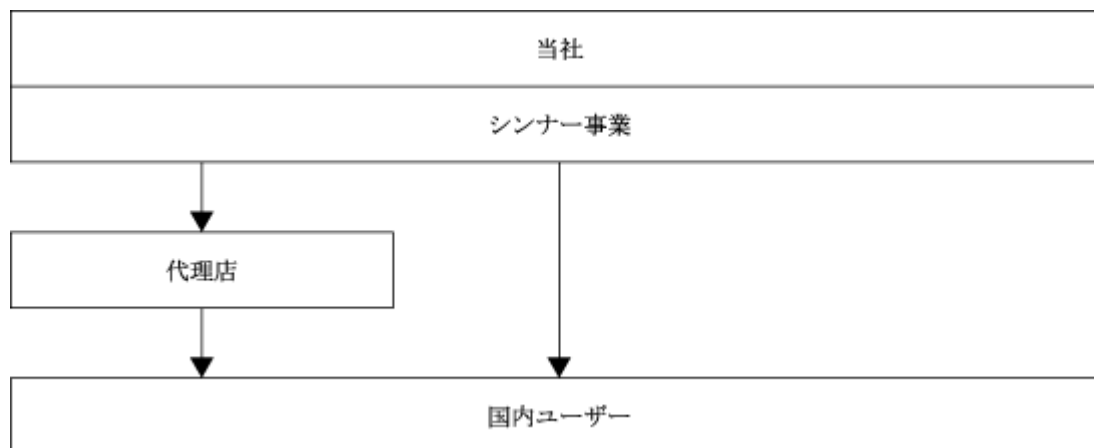 当社
シンナー事業
代理店
国内ユーザー